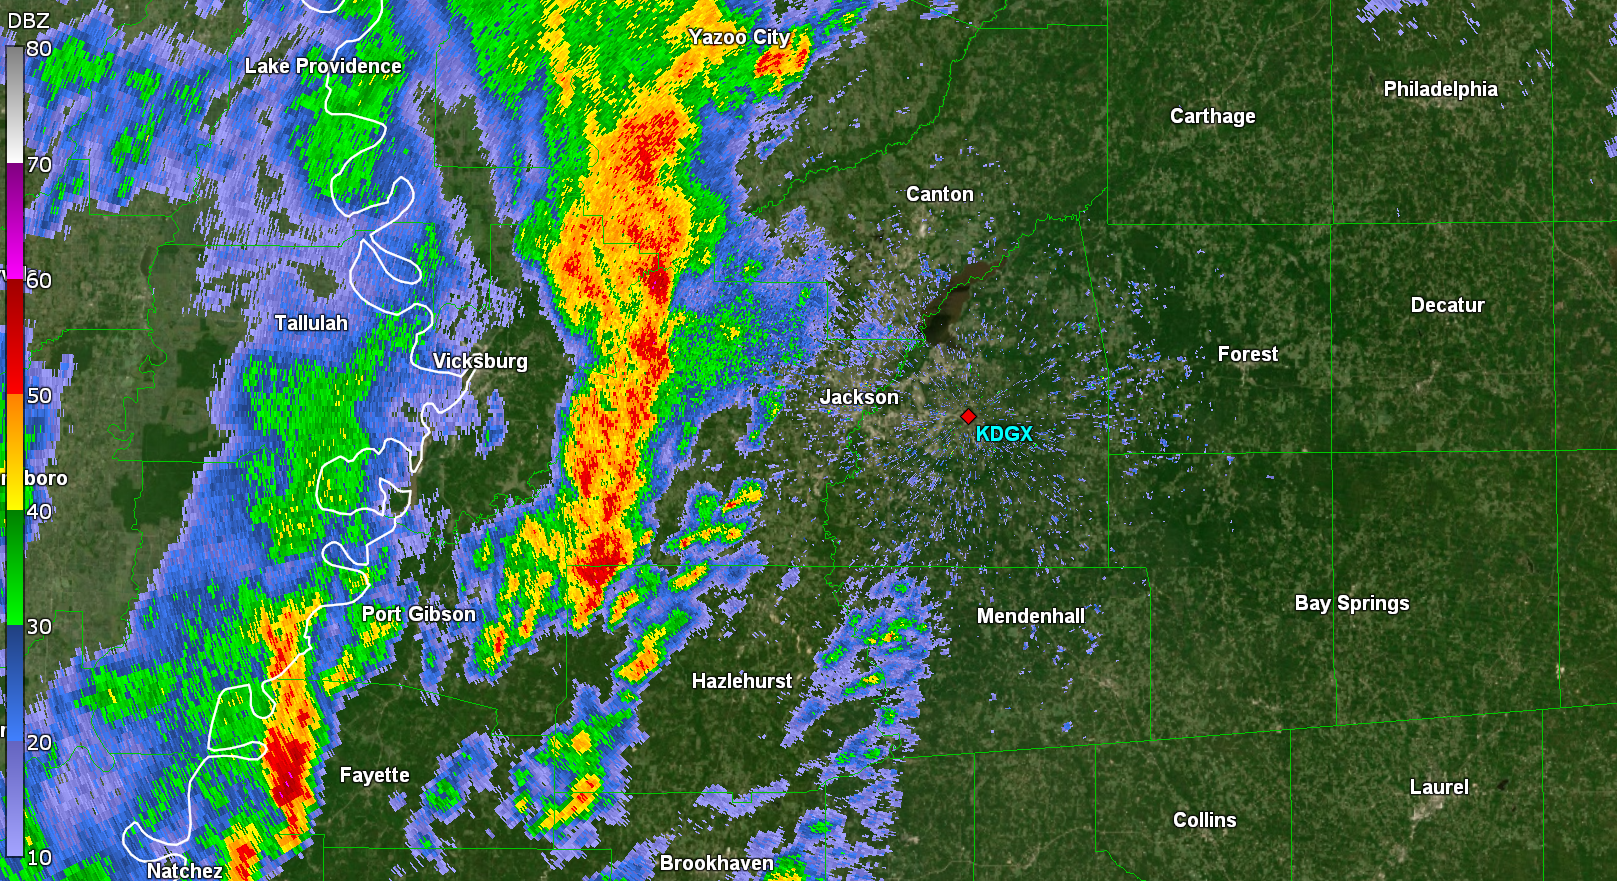 DBZ
80
Yazoo City
Lake Providence
Philadelphia
Carthage
70
Canton
60
Decatur
Tallulah
Vicksburg
Forest
50
Jackson
KDGX
boro
40
Bay Springs
Port Gibson
Mendenhall
30
Hazlehurst
20
Fayette
Laurel
Collins
10
Brookhaven
Natchez